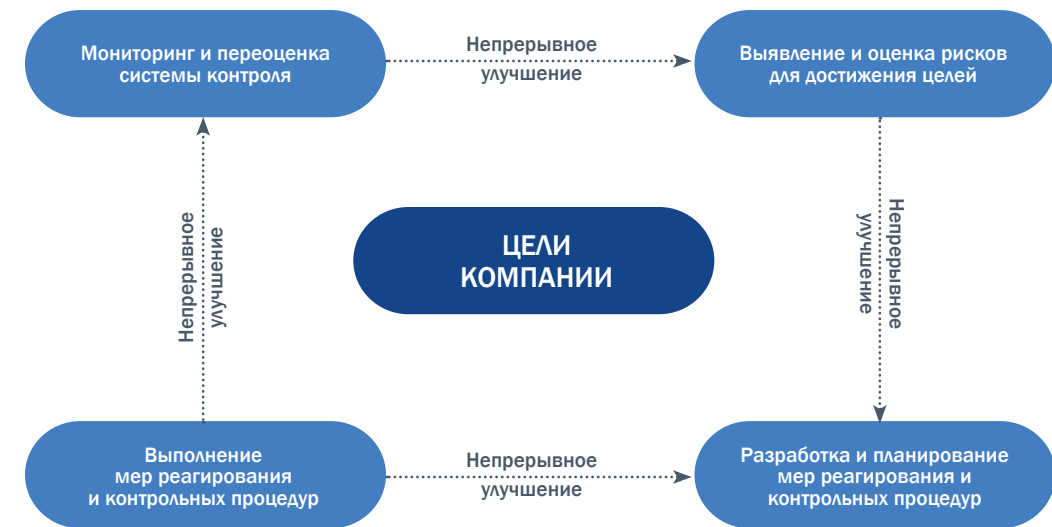 Мониторинг и переоценка
системы контроля
Непрерывное
улучшение
Выявление и оценка рисков
для достижения целей
Непрерывное
улучшение
ЦЕЛИ
КОМПАНИИ
Непрерывное
улучшение
Выполнение
мер реагирования
и контрольных процедур
Непрерывное
улучшение
Разработка и планирование
мер реагирования и
контрольных процедур